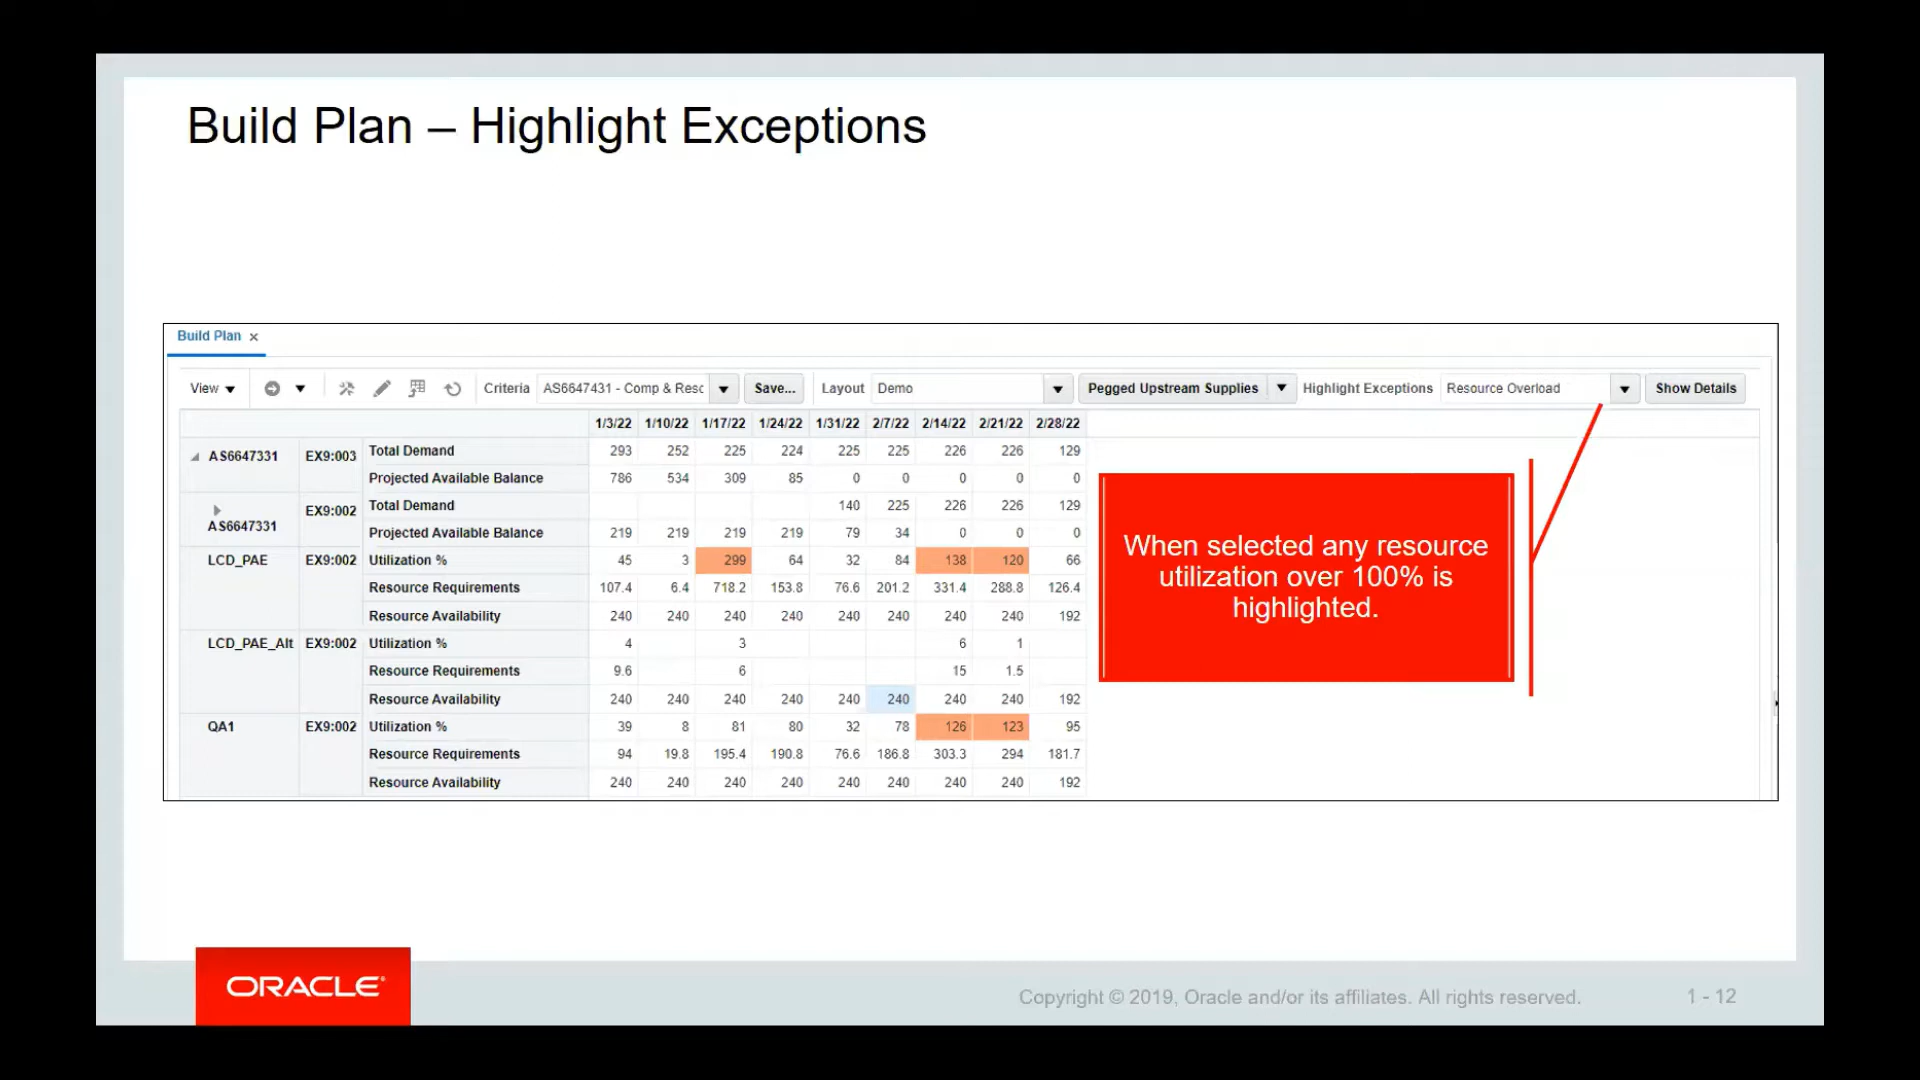 Build Plan – Highlight Exceptions
Build Plan x
View Criteria AS6647431 - Comp & Resc Save... Layout Demo Pegged Upstream Supplies Highlight Exceptions Resource Overload Show Details
1/3/22 1/10/22 1/17/22 1/24/22 1/31/22 2/7/22 2/14/22 2/21/22 2/28/22
AS6647331 EX9:003 Total Demand 293 252 225 224 225 225 226 226 129
Projected Available Balance 786 534 309 85 0 0 0 0 0
AS6647331 EX9:002 Total Demand 140 225 226 226 129
Projected Available Balance 219 219 219 219 79 34 0 0 0
LCD_PAE EX9:002 Utilization % 45 3 299 64 32 84 138 120 66
Resource Requirements 107.4 6.4 718.2 153.8 76.6 201.2 331.4 288.8 126.4
Resource Availability 240 240 240 240 240 240 240 240 192
LCD_PAE_Alt EX9:002 Utilization % 4 3 6 1
Resource Requirements 9.6 6 15 1.5
Resource Availability 240 240 240 240 240 240 240 240 192
QA1 EX9:002 Utilization % 39 8 81 80 32 78 126 123 95
Resource Requirements 94 19.8 195.4 190.8 76.6 186.8 303.3 294 181.7
Resource Availability 240 240 240 240 240 240 240 240 192
When selected any resource
utilization over 100% is
highlighted.
ORACLE
Copyright © 2019, Oracle and/or its affiliates. All rights reserved. 1 - 12